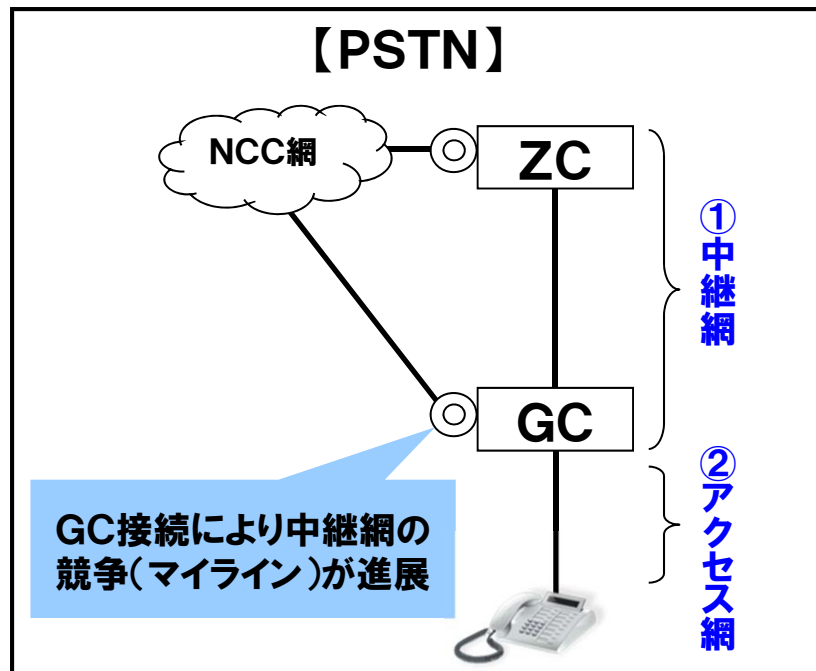 【PSTN】
NCC網
ZC
①中継網
GC
GC接続により中継網の
競争(マイライン)が進展
②アクセス網